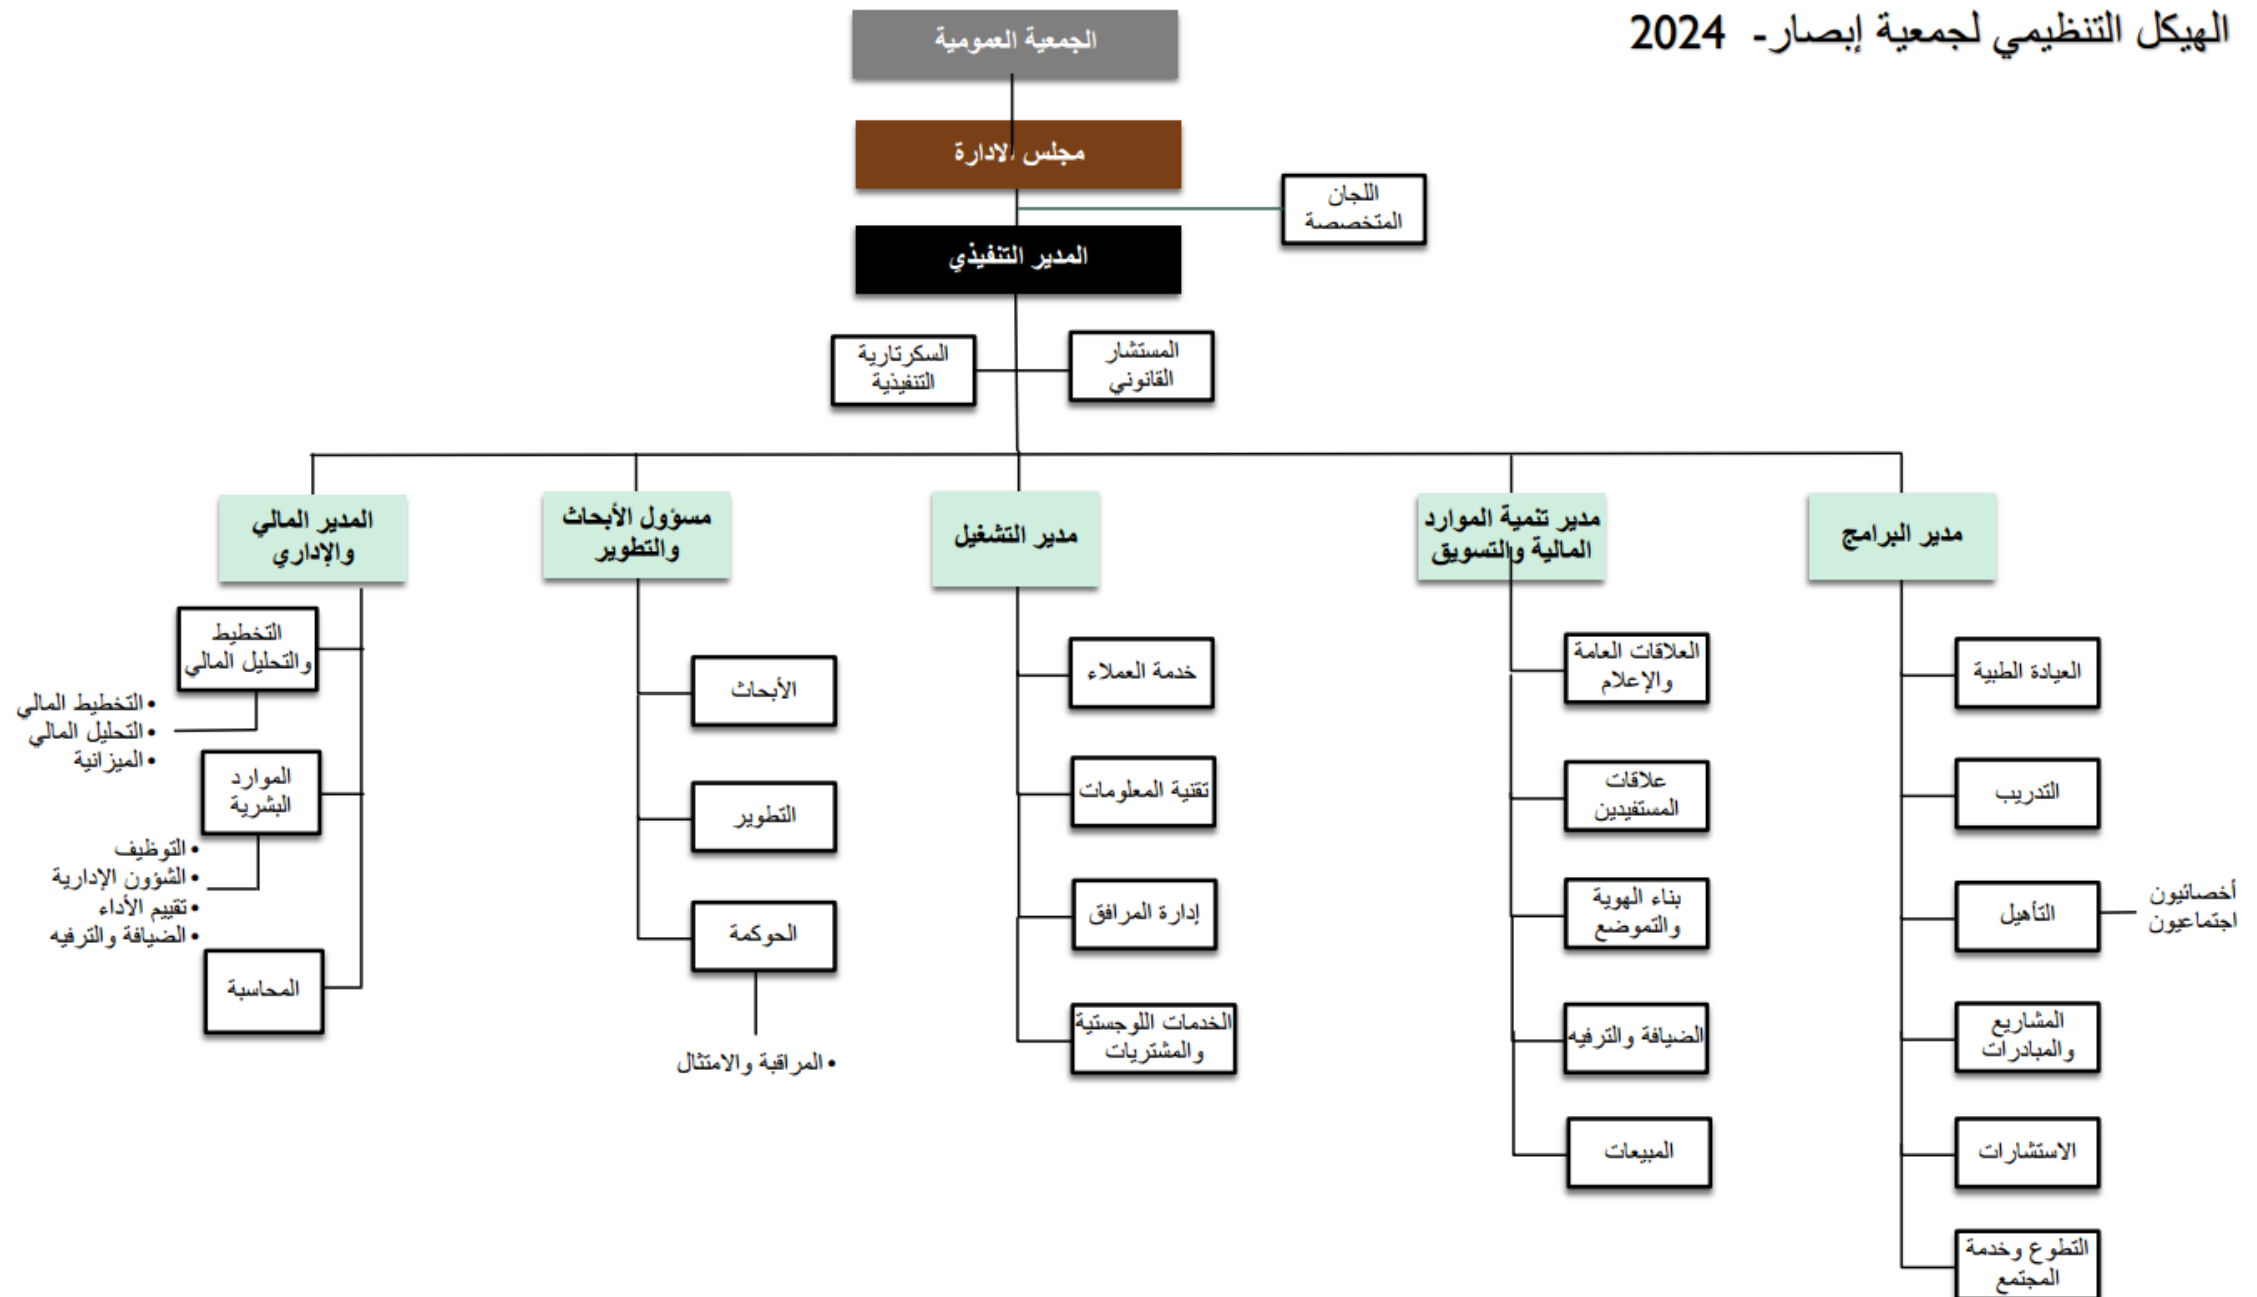 الهيكل التنظيمي لجمعية إبصار- 2024
الجمعية العمومية
مجلس الادارة
اللجان
المتخصصة
المدير التنفيذي
المستشار
القانوني
السكرتارية
التنفيذية
مدير البرامج
العيادة الطبية
التدريب
التأهيل
أخصائيون
اجتماعيون
المشاريع
والمبادرات
الاستشارات
التطوع وخدمة
المجتمع
مدير تنمية الموارد
المالية والتسويق
العلاقات العامة
والإعلام
علاقات
المستفيدين
بناء الهوية
والتموضع
الضيافة والترفيه
المبيعات
مدير التشغيل
خدمة العملاء
تقنية المعلومات
إدارة المرافق
الخدمات اللوجستية
والمشتريات
مسؤول الأبحاث
والتطوير
الأبحاث
التطوير
الحوكمة
• المراقبة والامتثال
المدير المالي
والإداري
التخطيط
والتحليل المالي
• التخطيط المالي
• التحليل المالي
• الميزانية
الموارد
البشرية
• التوظيف
• الشؤون الإدارية
• تقييم الأداء
• الضيافة والترفيه
المحاسبة